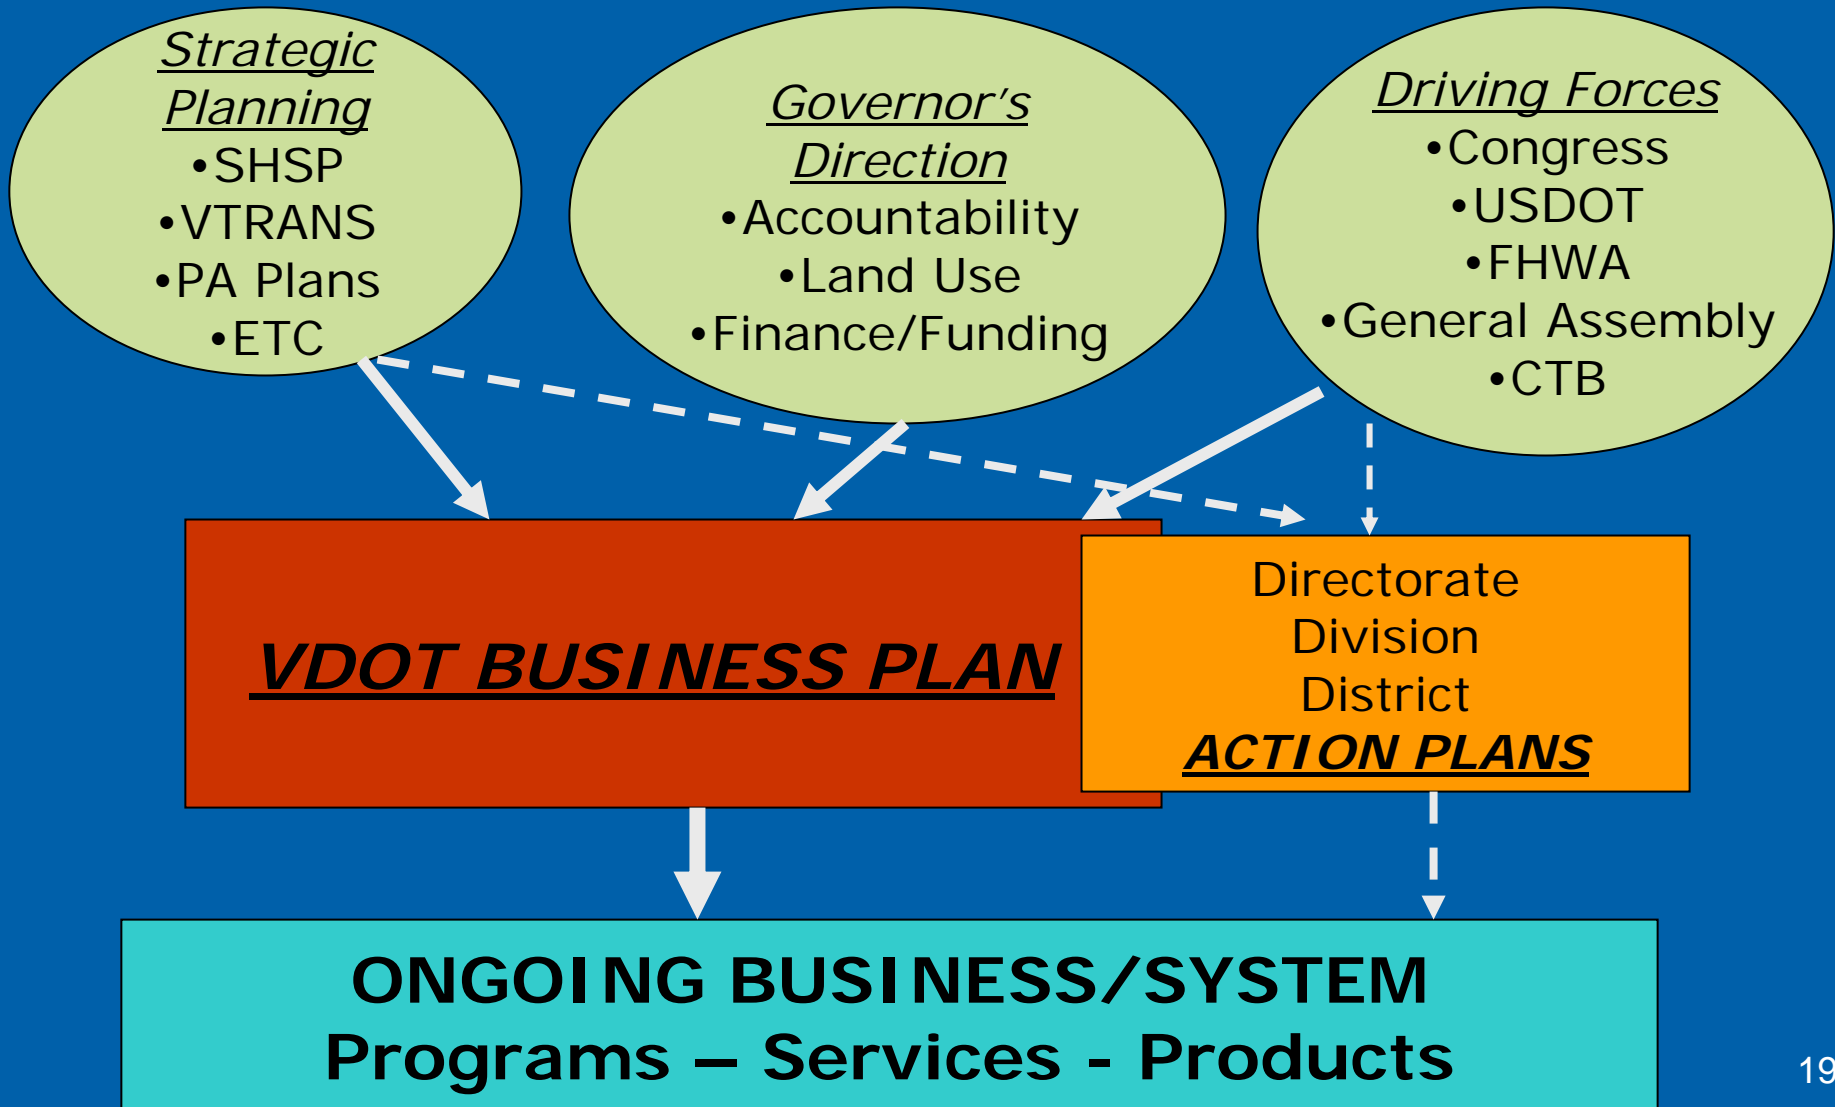 Strategic
Planning
•SHSP
•VTRANS
•PA Plans
•ETC
Governor's
Direction
•Accountability
•Land Use
•Finance/Funding
Driving Forces
•Congress
•USDOT
•FHWA
•General Assembly
•CTB
VDOT BUSINESS PLAN
Directorate
Division
District
ACTION PLANS
ONGOING BUSINESS/SYSTEM
Programs – Services - Products
19